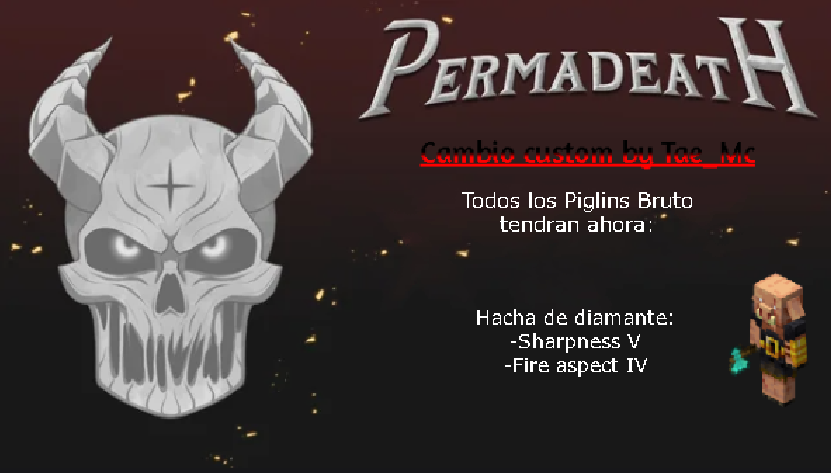 PERMADEATH
Cambio custom by Tae_Mc
Todos los Piglins Bruto
tendran ahora:
Hacha de diamante:
-Sharpness V
-Fire aspect IV